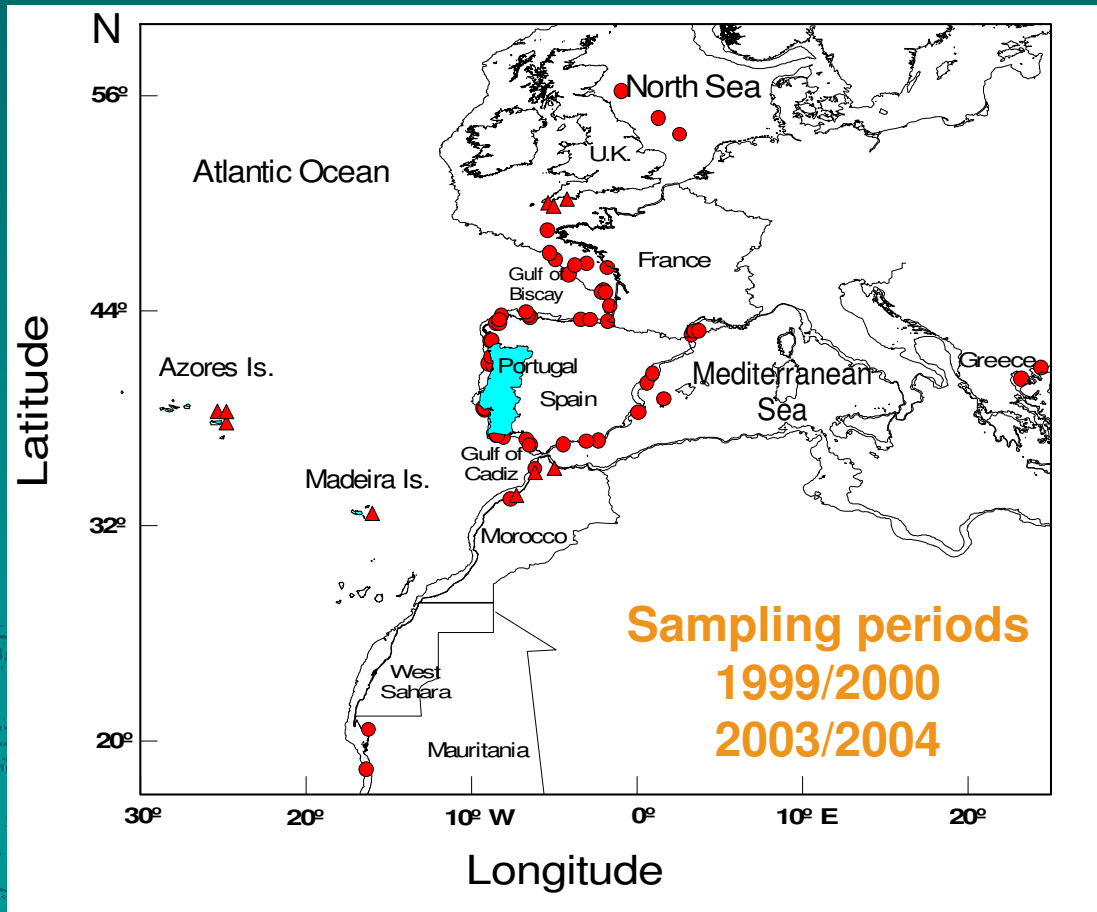 N
56º
North Sea
U.K.
Atlantic Ocean
France
Gulf of
Biscay
44º
Azores Is.
Portugal
Mediterranean
Sea
Greece
Spain
Latitude
Gulf of
Cadiz
Madeira Is.
32º
Morocco
Sampling periods
1999/2000
2003/2004
West
Sahara
Mauritania
20º
30º
20º
10º W
0º
10º E
20º
Longitude